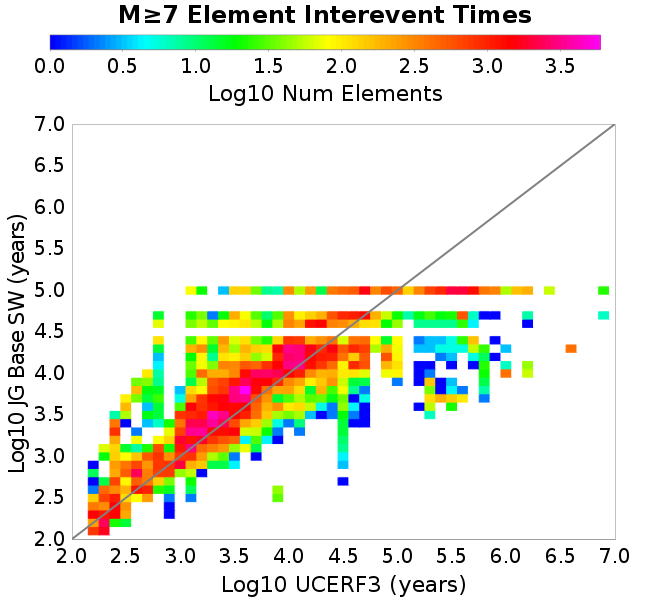 M≥7 Element Interevent Times
0.0 0.5 1.0 1.5 2.0 2.5 3.0 3.5
Log10 Num Elements
7.0
6.5
6.0
5.5
5.0
4.5
4.0
3.5
3.0
2.5
2.0
Log10 JG Base SW (years)
2.0 2.5 3.0 3.5 4.0 4.5 5.0 5.5 6.0 6.5 7.0
Log10 UCERF3 (years)